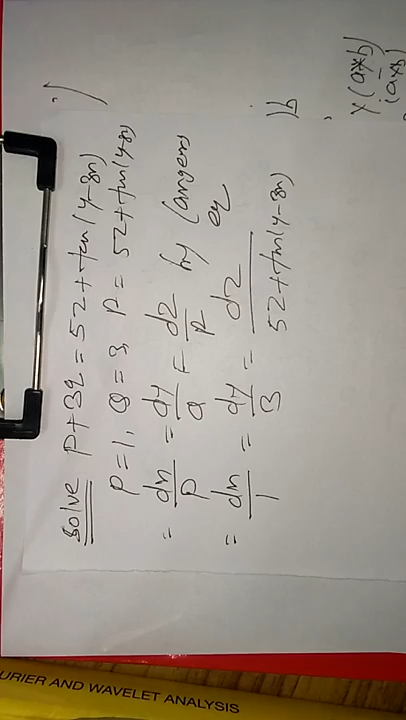 solve P+3q = 5z+tan(y-3x)
P=1, Q=3, R = 5z+tan(y-3x)
= dx/P = dy/Q = dz/R by Langerns eq
= dx/1 = dy/3 = dz/5z+tan(y-3x)
URIER AND WAVELET ANALYSIS